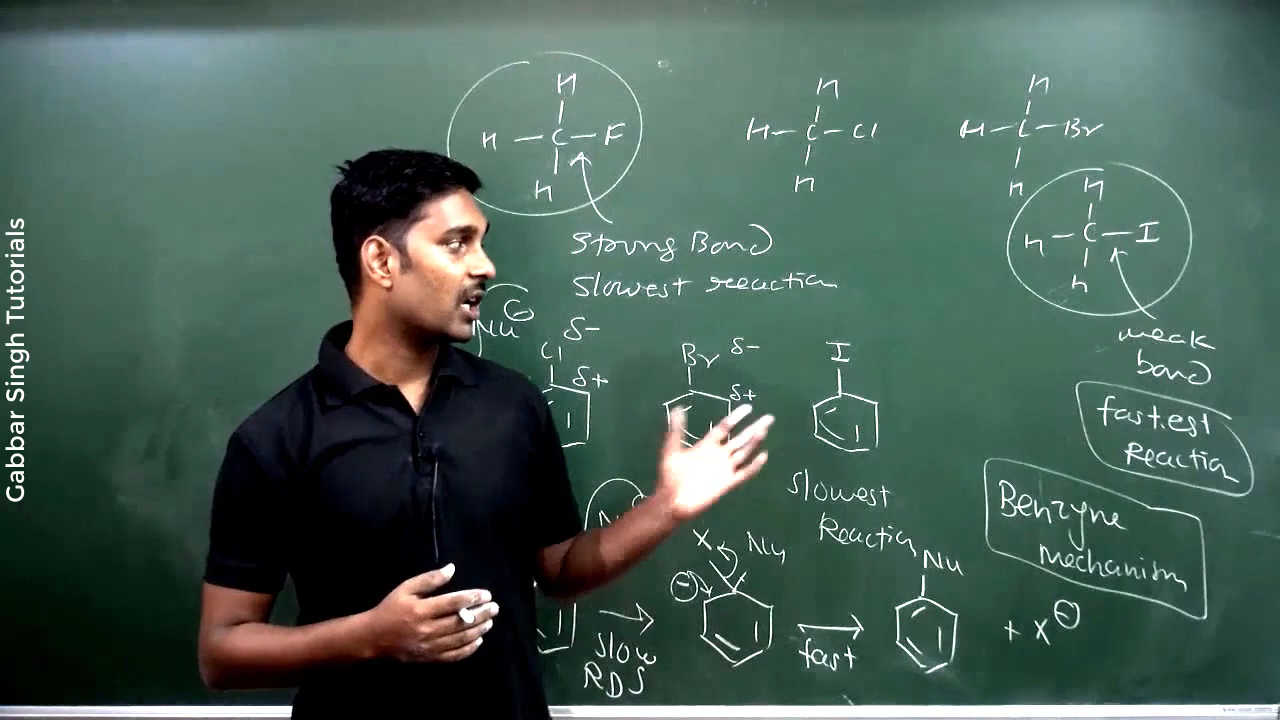 Gabbar Singh Tutorials
H
H — C — F
H
H
H — C — Cl
H
H
H — C — Br
H
H
H — C — I
H
Strong Bond
Slowest reaction
weak
bond
fastest
Reaction
Nu
Cl δ-
δ+
Br δ-
δ+
I
Slowest
Reaction
Benzyne
mechanism
X Nu
⊖
slow
RDS
fast
Nu
+ X⊖